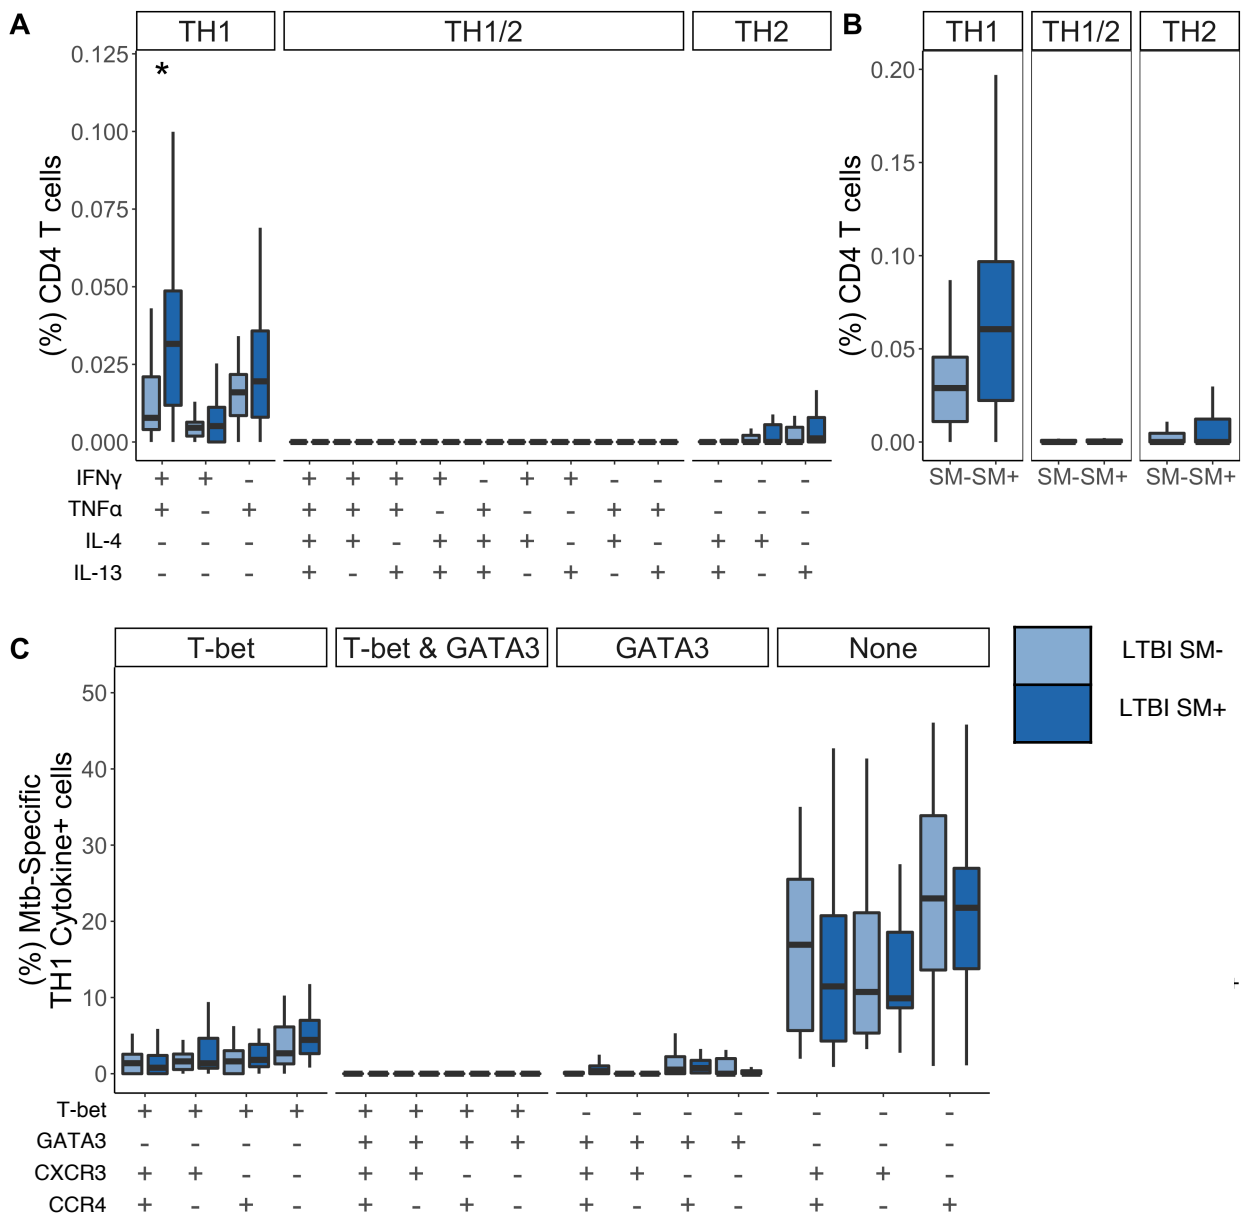 A
TH1 TH1/2 TH2
B
TH1 TH1/2 TH2
(%) CD4 T cells
0.125
0.100
0.075
0.050
0.025
0.000
*
(%) CD4 T cells
0.20
0.15
0.10
0.05
0.00
SM-SM+ SM-SM+ SM-SM+
IFNγ + + - + + + + - + + - - - - -
TNFα + - + + + + - + - - + + - - -
IL-4 - - - + + - + + + - + - + + -
IL-13 - - - + - + + + - + - + + - +
C
T-bet T-bet & GATA3 GATA3 None
LTBI SM-
LTBI SM+
(%) Mtb-Specific
TH1 Cytokine+ cells
50
40
30
20
10
0
T-bet + + + + + + + + - - - - - - -
GATA3 - - - - + + + + + + + + - - -
CXCR3 + + - - + + - - + + - - + + -
CCR4 + - + - + - + - + - + - + - +